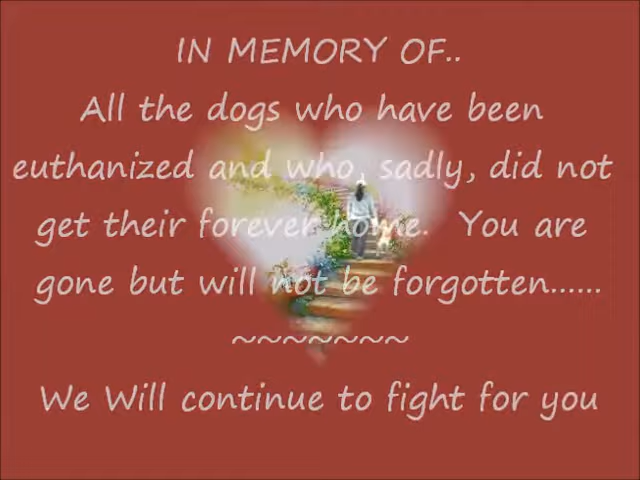 IN MEMORY OF..
All the dogs who have been
euthanized and who, sadly, did not
get their forever home. You are
gone but will not be forgotten......
~~~~~~~
We Will continue to fight for you